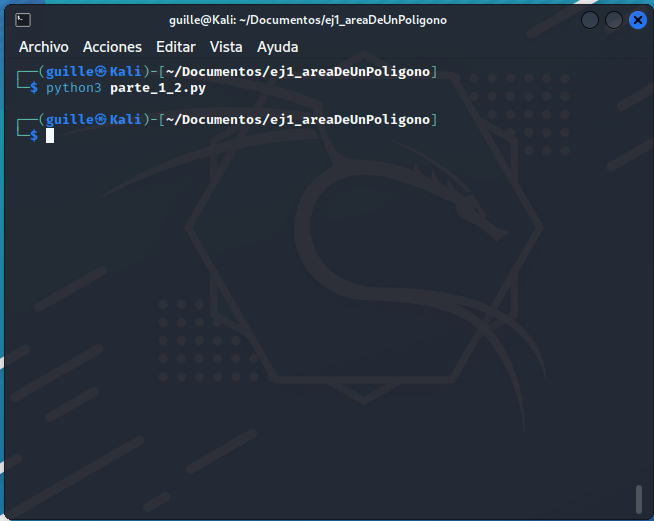 guille@Kali: ~/Documentos/ej1_areaDeUnPoligono
Archivo Acciones Editar Vista Ayuda
┌──(guille㉿Kali)-[~/Documentos/ej1_areaDeUnPoligono]
└─$ python3 parte_1_2.py
┌──(guille㉿Kali)-[~/Documentos/ej1_areaDeUnPoligono]
└─$